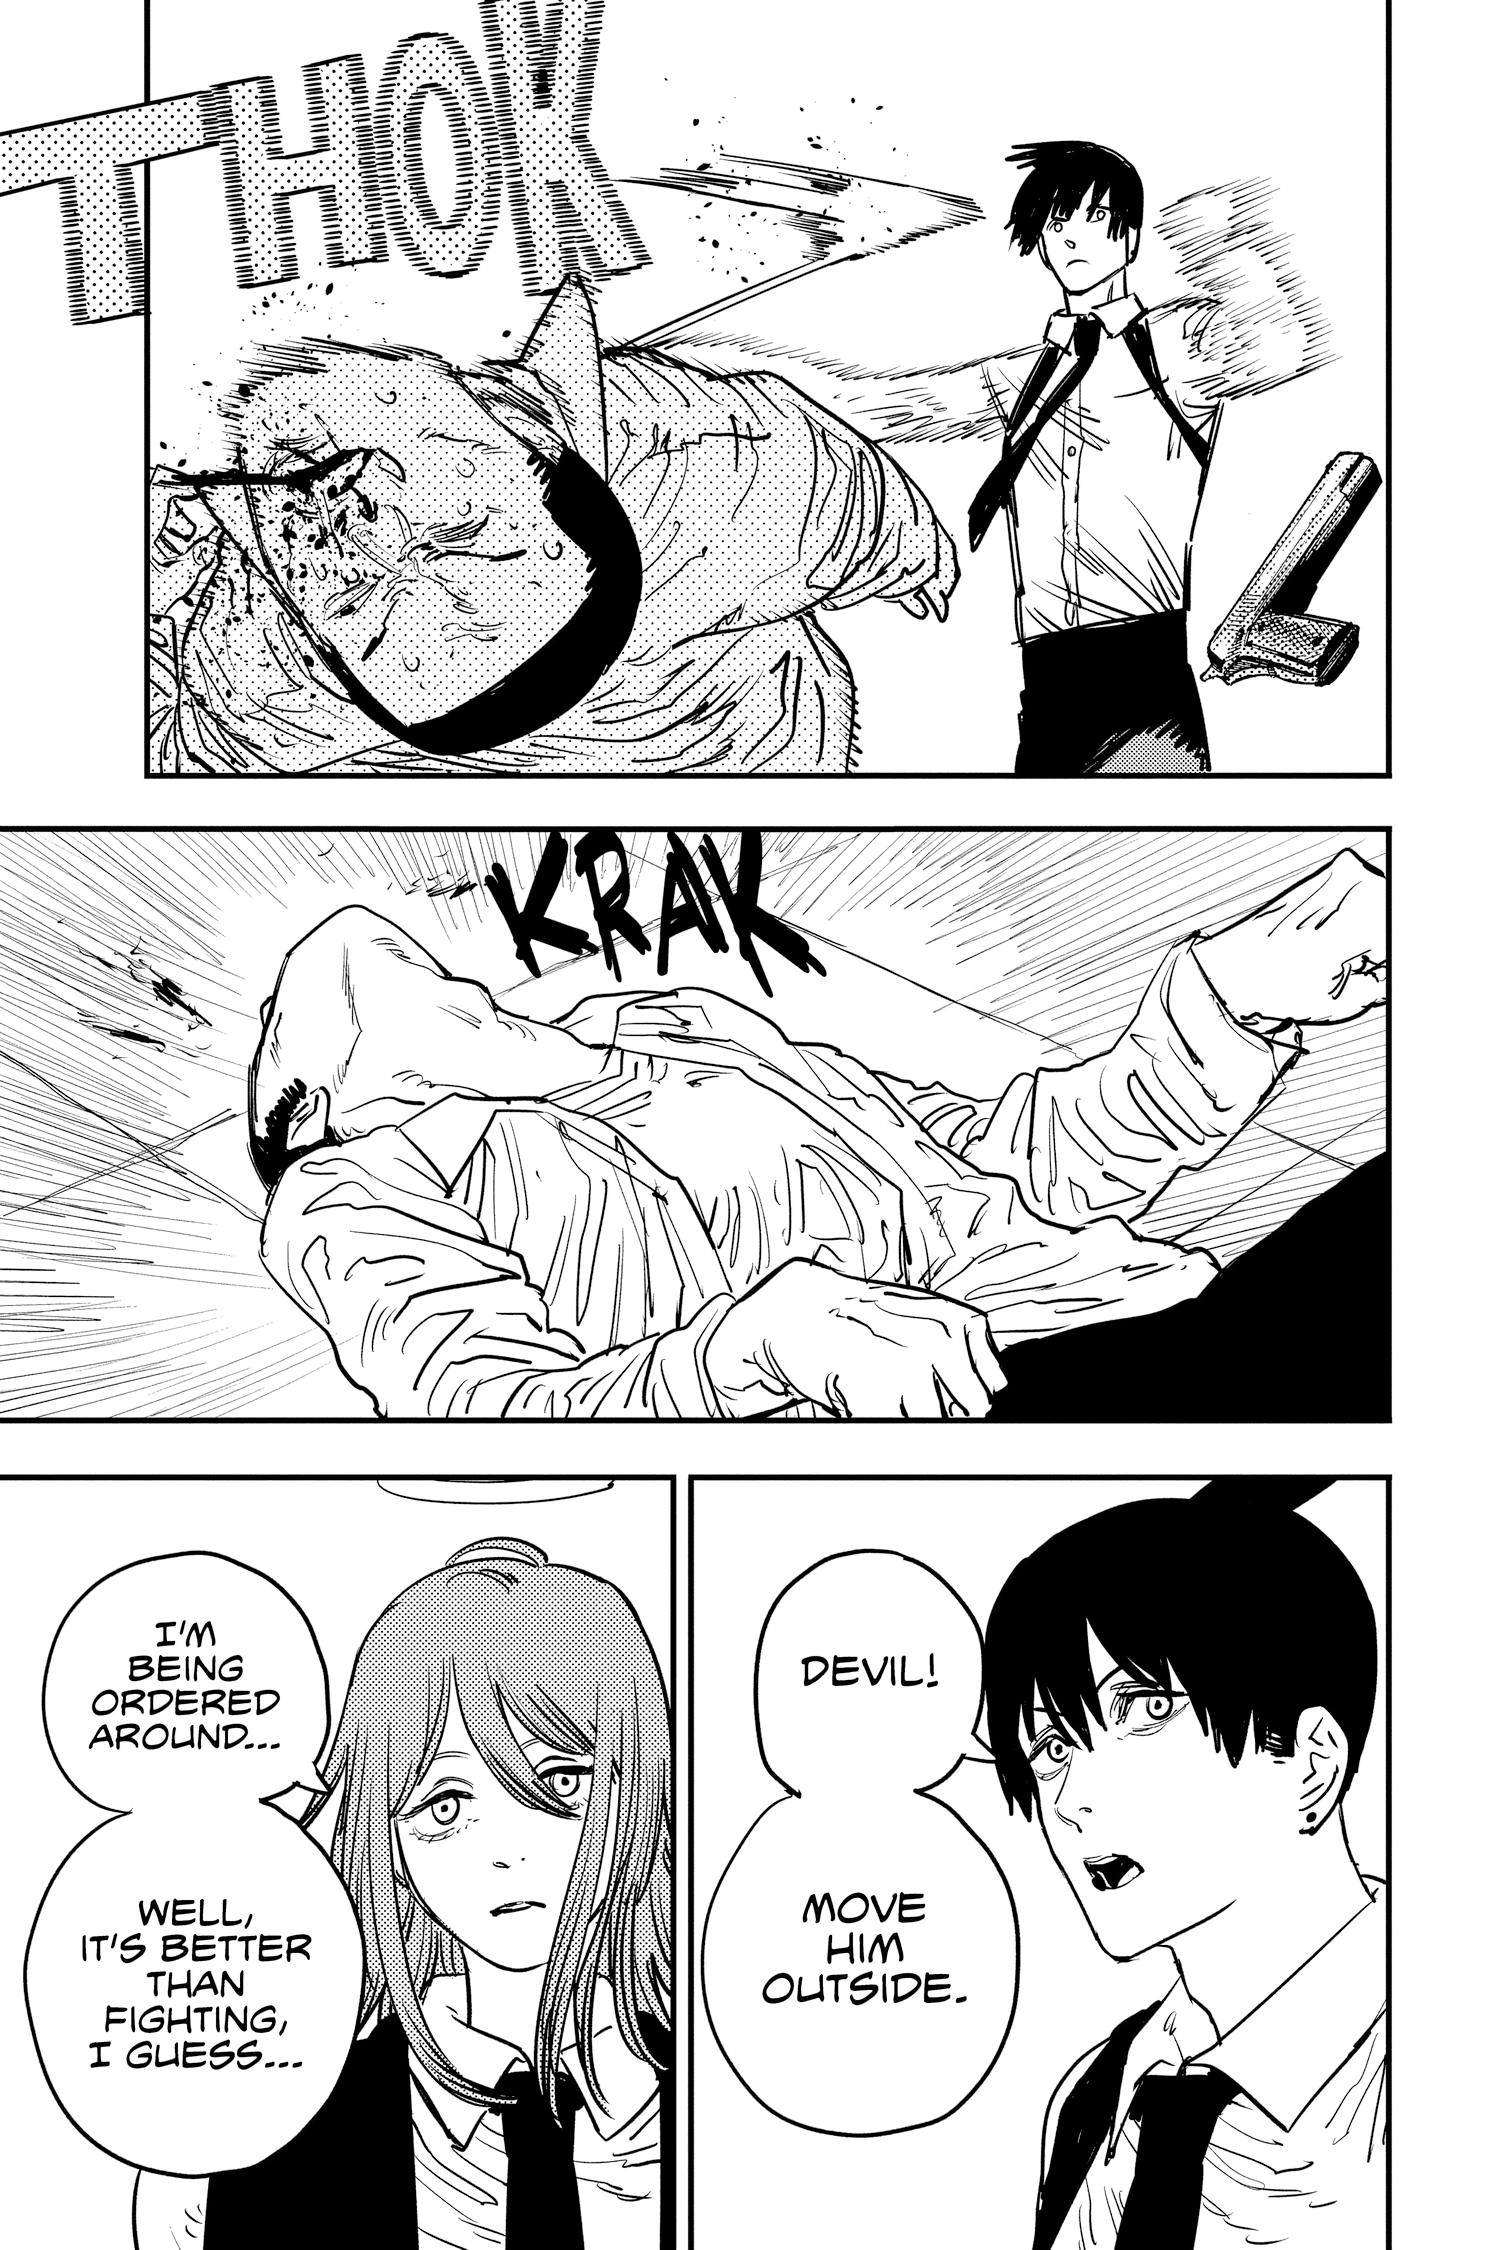 THOK
KRAK
DEVIL!
MOVE
HIM
OUTSIDE.
I'M
BEING
ORDERED
AROUND...
WELL,
IT'S BETTER
THAN
FIGHTING,
I GUESS...